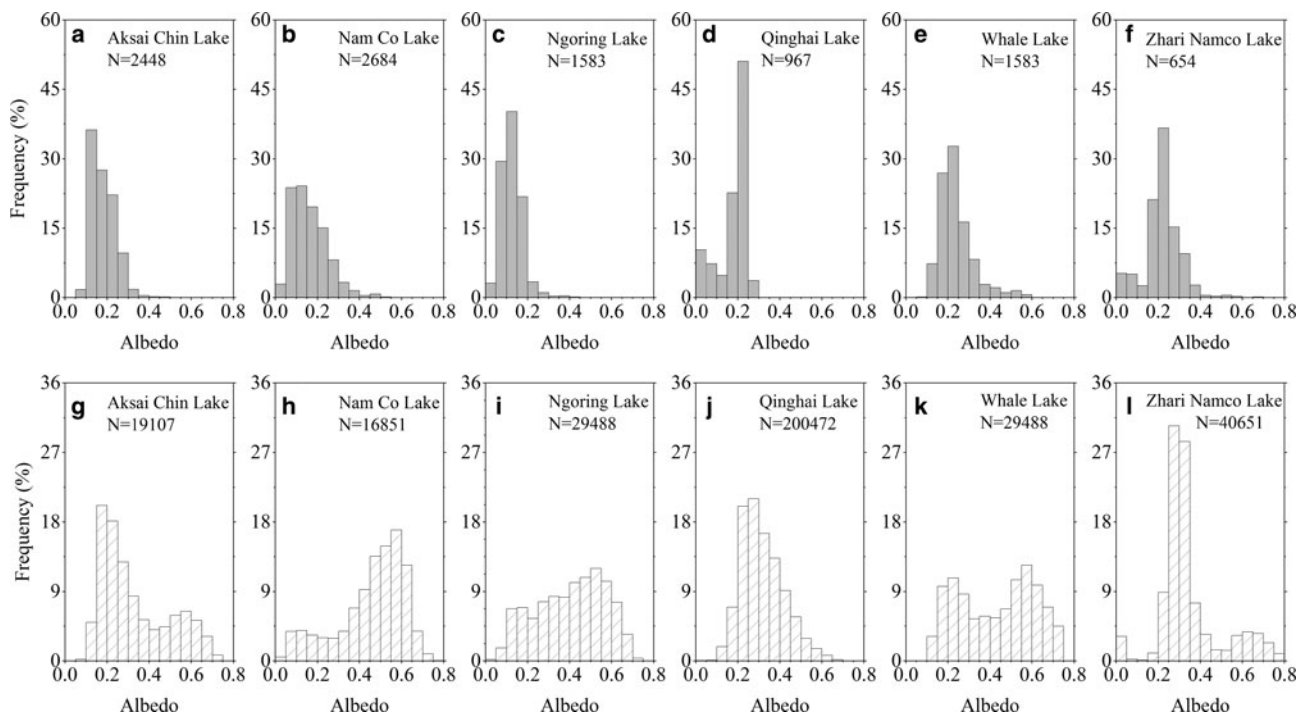 a Aksai Chin Lake
N=2448
b Nam Co Lake
N=2684
c Ngoring Lake
N=1583
d Qinghai Lake
N=967
e Whale Lake
N=1583
f Zhari Namco Lake
N=654
Frequency (%)
60
45
30
15
0
60
45
30
15
0
60
45
30
15
0
60
45
30
15
0
60
45
30
15
0
60
45
30
15
0
0.0 0.2 0.4 0.6 0.8
0.0 0.2 0.4 0.6 0.8
0.0 0.2 0.4 0.6 0.8
0.0 0.2 0.4 0.6 0.8
0.0 0.2 0.4 0.6 0.8
0.0 0.2 0.4 0.6 0.8
Albedo Albedo Albedo Albedo Albedo Albedo
g Aksai Chin Lake
N=19107
h Nam Co Lake
N=16851
i Ngoring Lake
N=29488
j Qinghai Lake
N=200472
k Whale Lake
N=29488
l Zhari Namco Lake
N=40651
Frequency (%)
36
27
18
9
0
36
27
18
9
0
36
27
18
9
0
36
27
18
9
0
36
27
18
9
0
36
27
18
9
0
0.0 0.2 0.4 0.6 0.8
0.0 0.2 0.4 0.6 0.8
0.0 0.2 0.4 0.6 0.8
0.0 0.2 0.4 0.6 0.8
0.0 0.2 0.4 0.6 0.8
0.0 0.2 0.4 0.6 0.8
Albedo Albedo Albedo Albedo Albedo Albedo